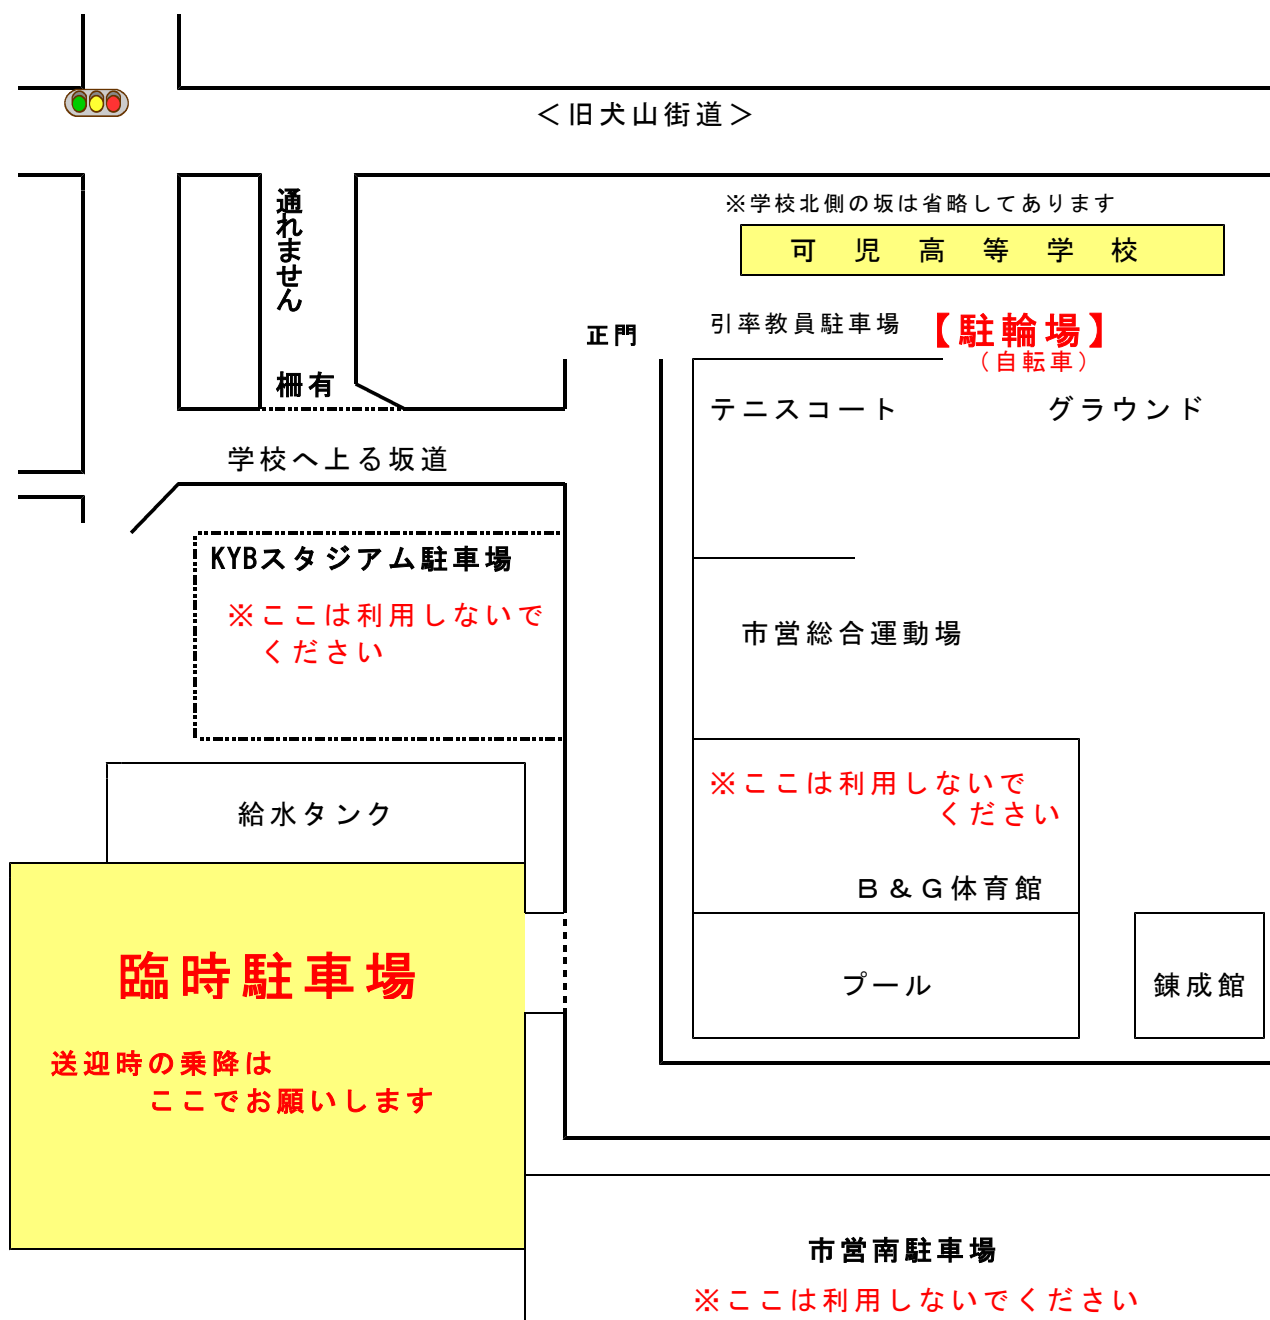 ＜旧犬山街道＞
通れません
※学校北側の坂は省略してあります
可児高等学校
正門
引率教員駐車場
【駐輪場】
（自転車）
柵有
テニスコート
グラウンド
学校へ上る坂道
KYBスタジアム駐車場
※ここは利用しないで
ください
市営総合運動場
※ここは利用しないで
ください
給水タンク
Ｂ＆Ｇ体育館
臨時駐車場
プール
錬成館
送迎時の乗降は
ここでお願いします
市営南駐車場
※ここは利用しないでください